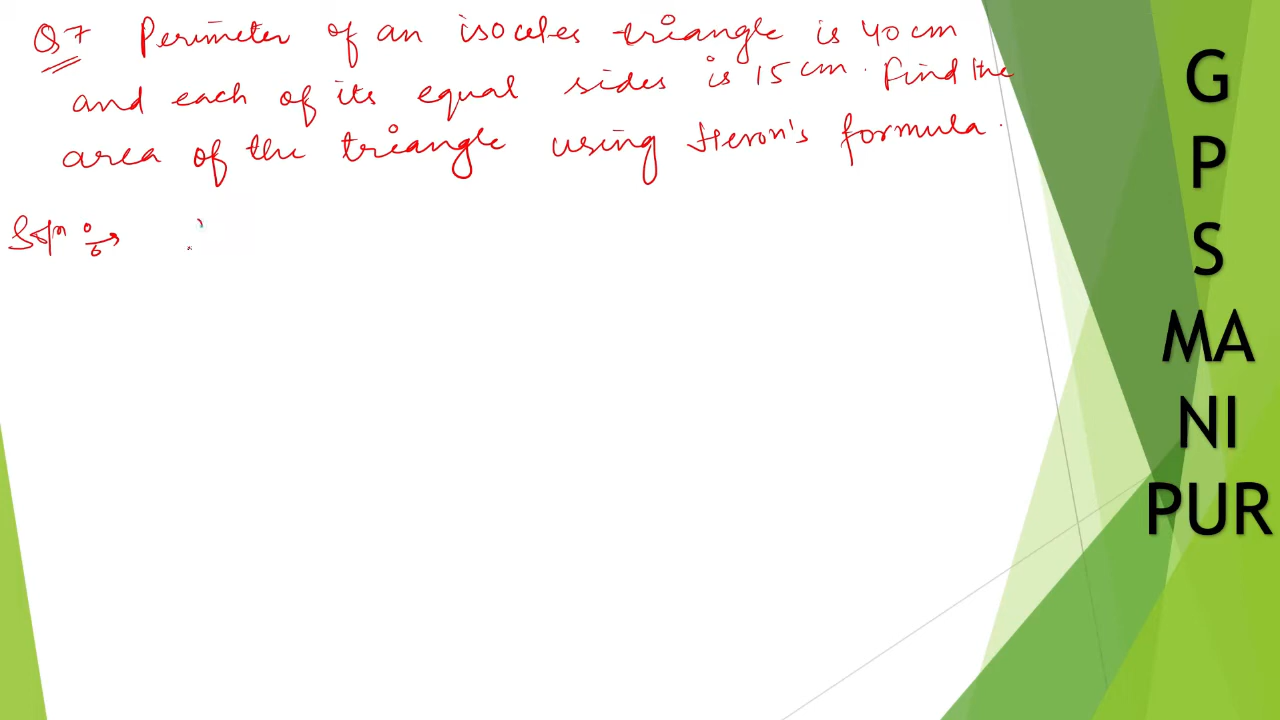 Q7 Perimeter of an isoceles triangle is 40 cm
and each of its equal sides is 15 cm. Find the
area of the triangle using Heron's formula.
Soln :→
G
P
S
MA
NI
PUR